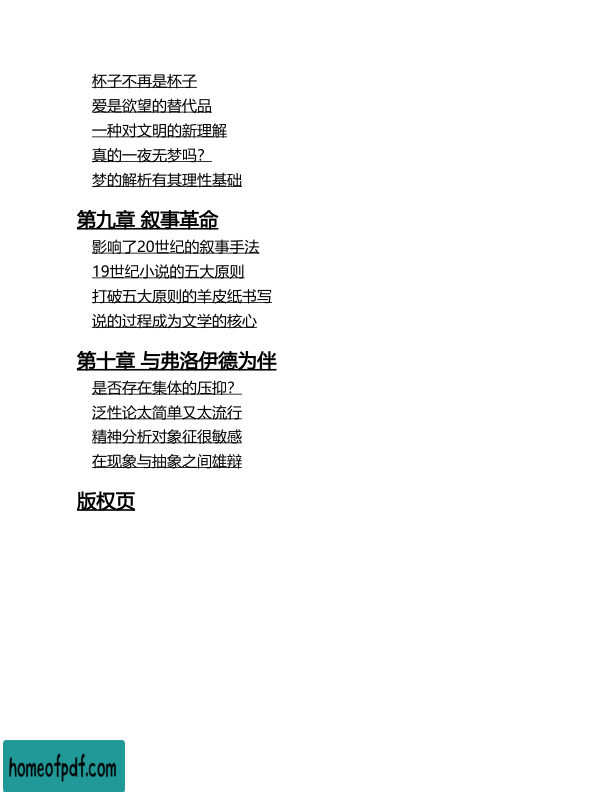 杯子不再是杯子
爱是欲望的替代品
一种对文明的新理解
真的一夜无梦吗？
梦的解析有其理性基础
第九章 叙事革命
影响了20世纪的叙事手法
19世纪小说的五大原则
打破五大原则的羊皮纸书写
说的过程成为文学的核心
第十章 与弗洛伊德为伴
是否存在集体的压抑？
泛性论太简单又太流行
精神分析对象征很敏感
在现象与抽象之间雄辩
版权页
homeofpdf.com